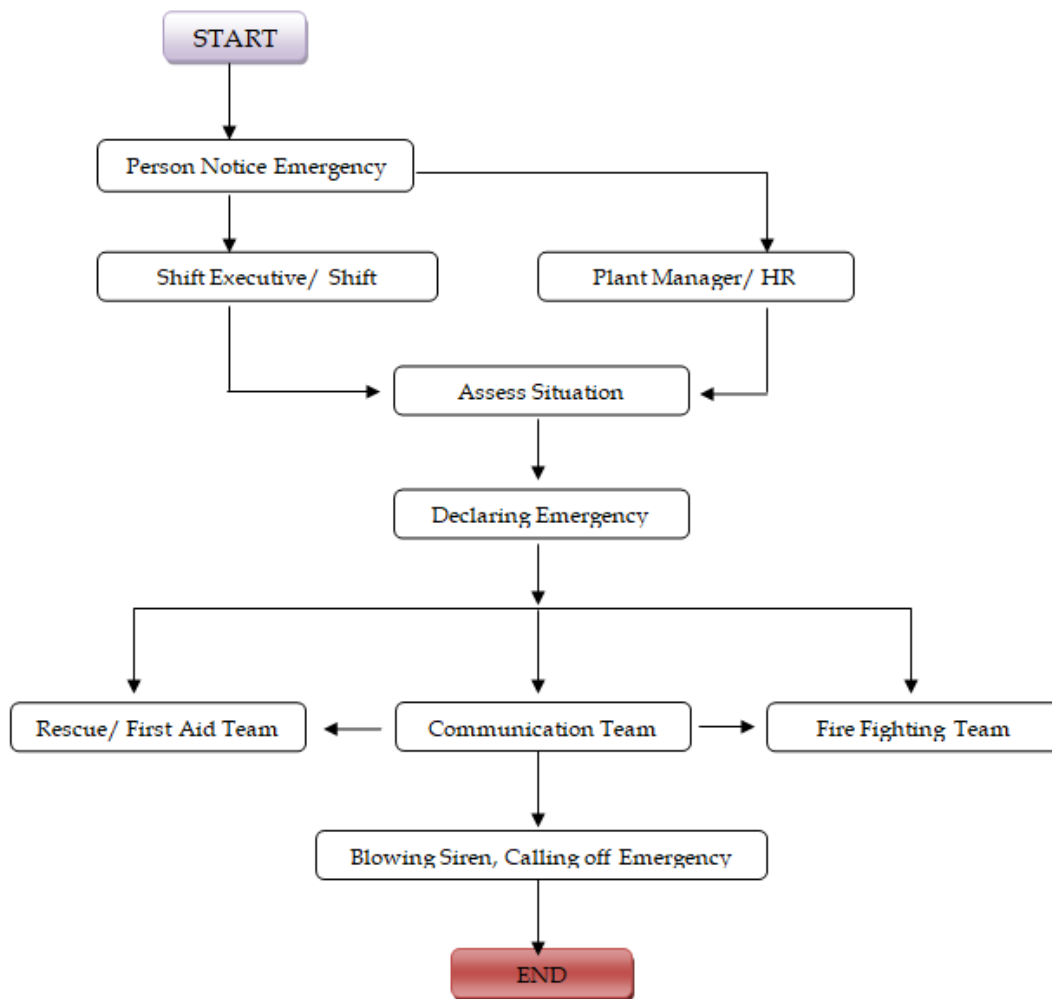 START
Person Notice Emergency
Shift Executive/ Shift
Plant Manager/ HR
Assess Situation
Declaring Emergency
Rescue/ First Aid Team
Communication Team
Fire Fighting Team
Blowing Siren, Calling off Emergency
END